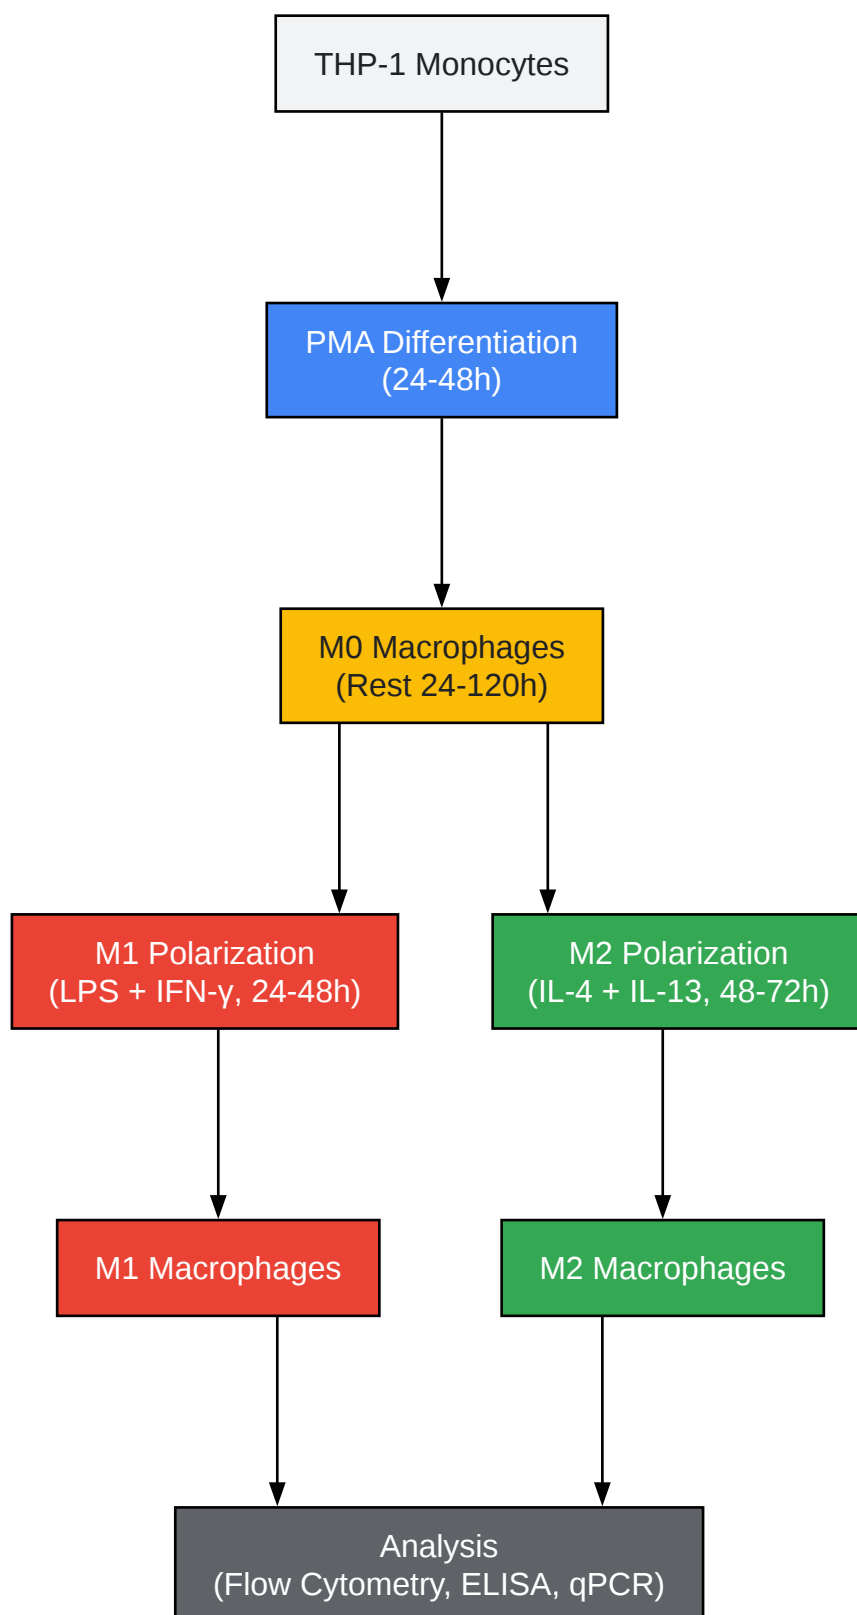 THP-1 Monocytes
PMA Differentiation
(24-48h)
M0 Macrophages
(Rest 24-120h)
M1 Polarization
(LPS + IFN-γ, 24-48h)
M2 Polarization
(IL-4 + IL-13, 48-72h)
M1 Macrophages
M2 Macrophages
Analysis
(Flow Cytometry, ELISA, qPCR)